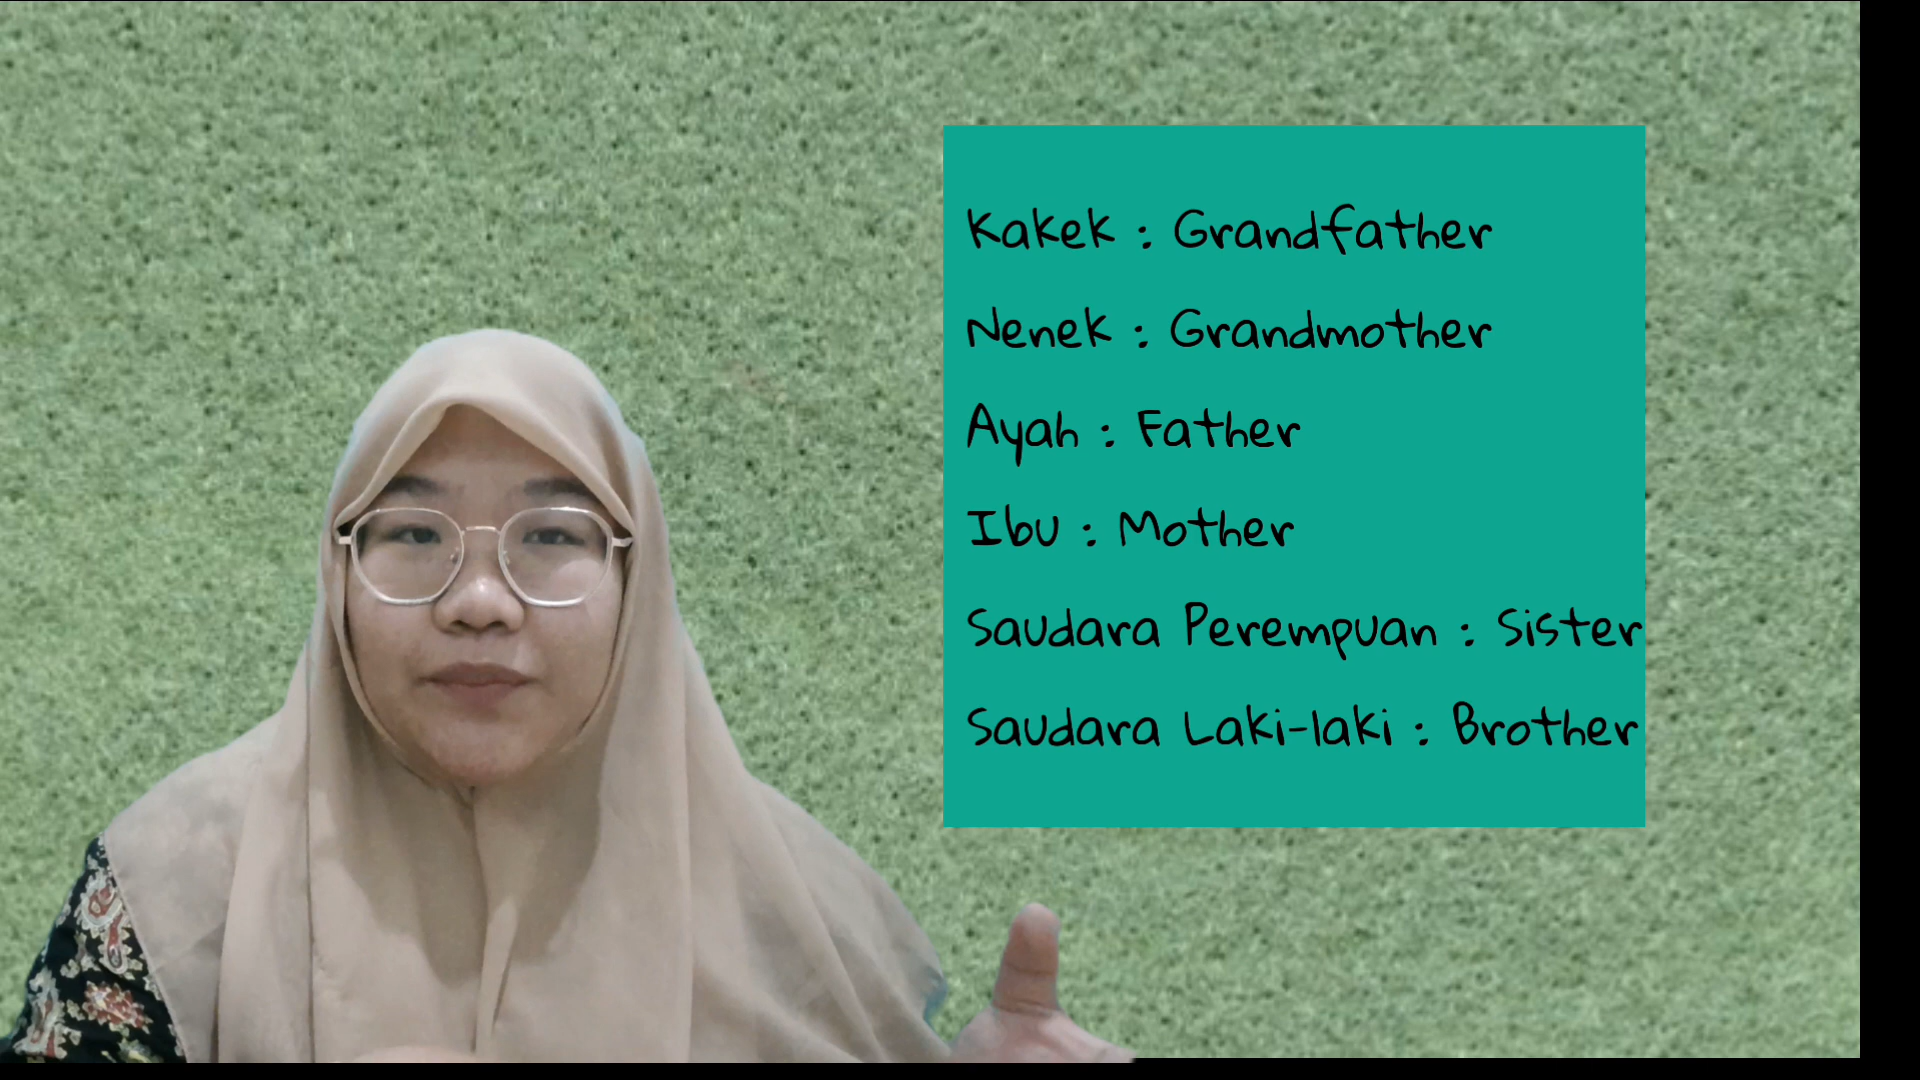 Kakek : Grandfather
Nenek : Grandmother
Ayah : Father
Ibu : Mother
Saudara Perempuan : Sister
Saudara Laki-laki : Brother